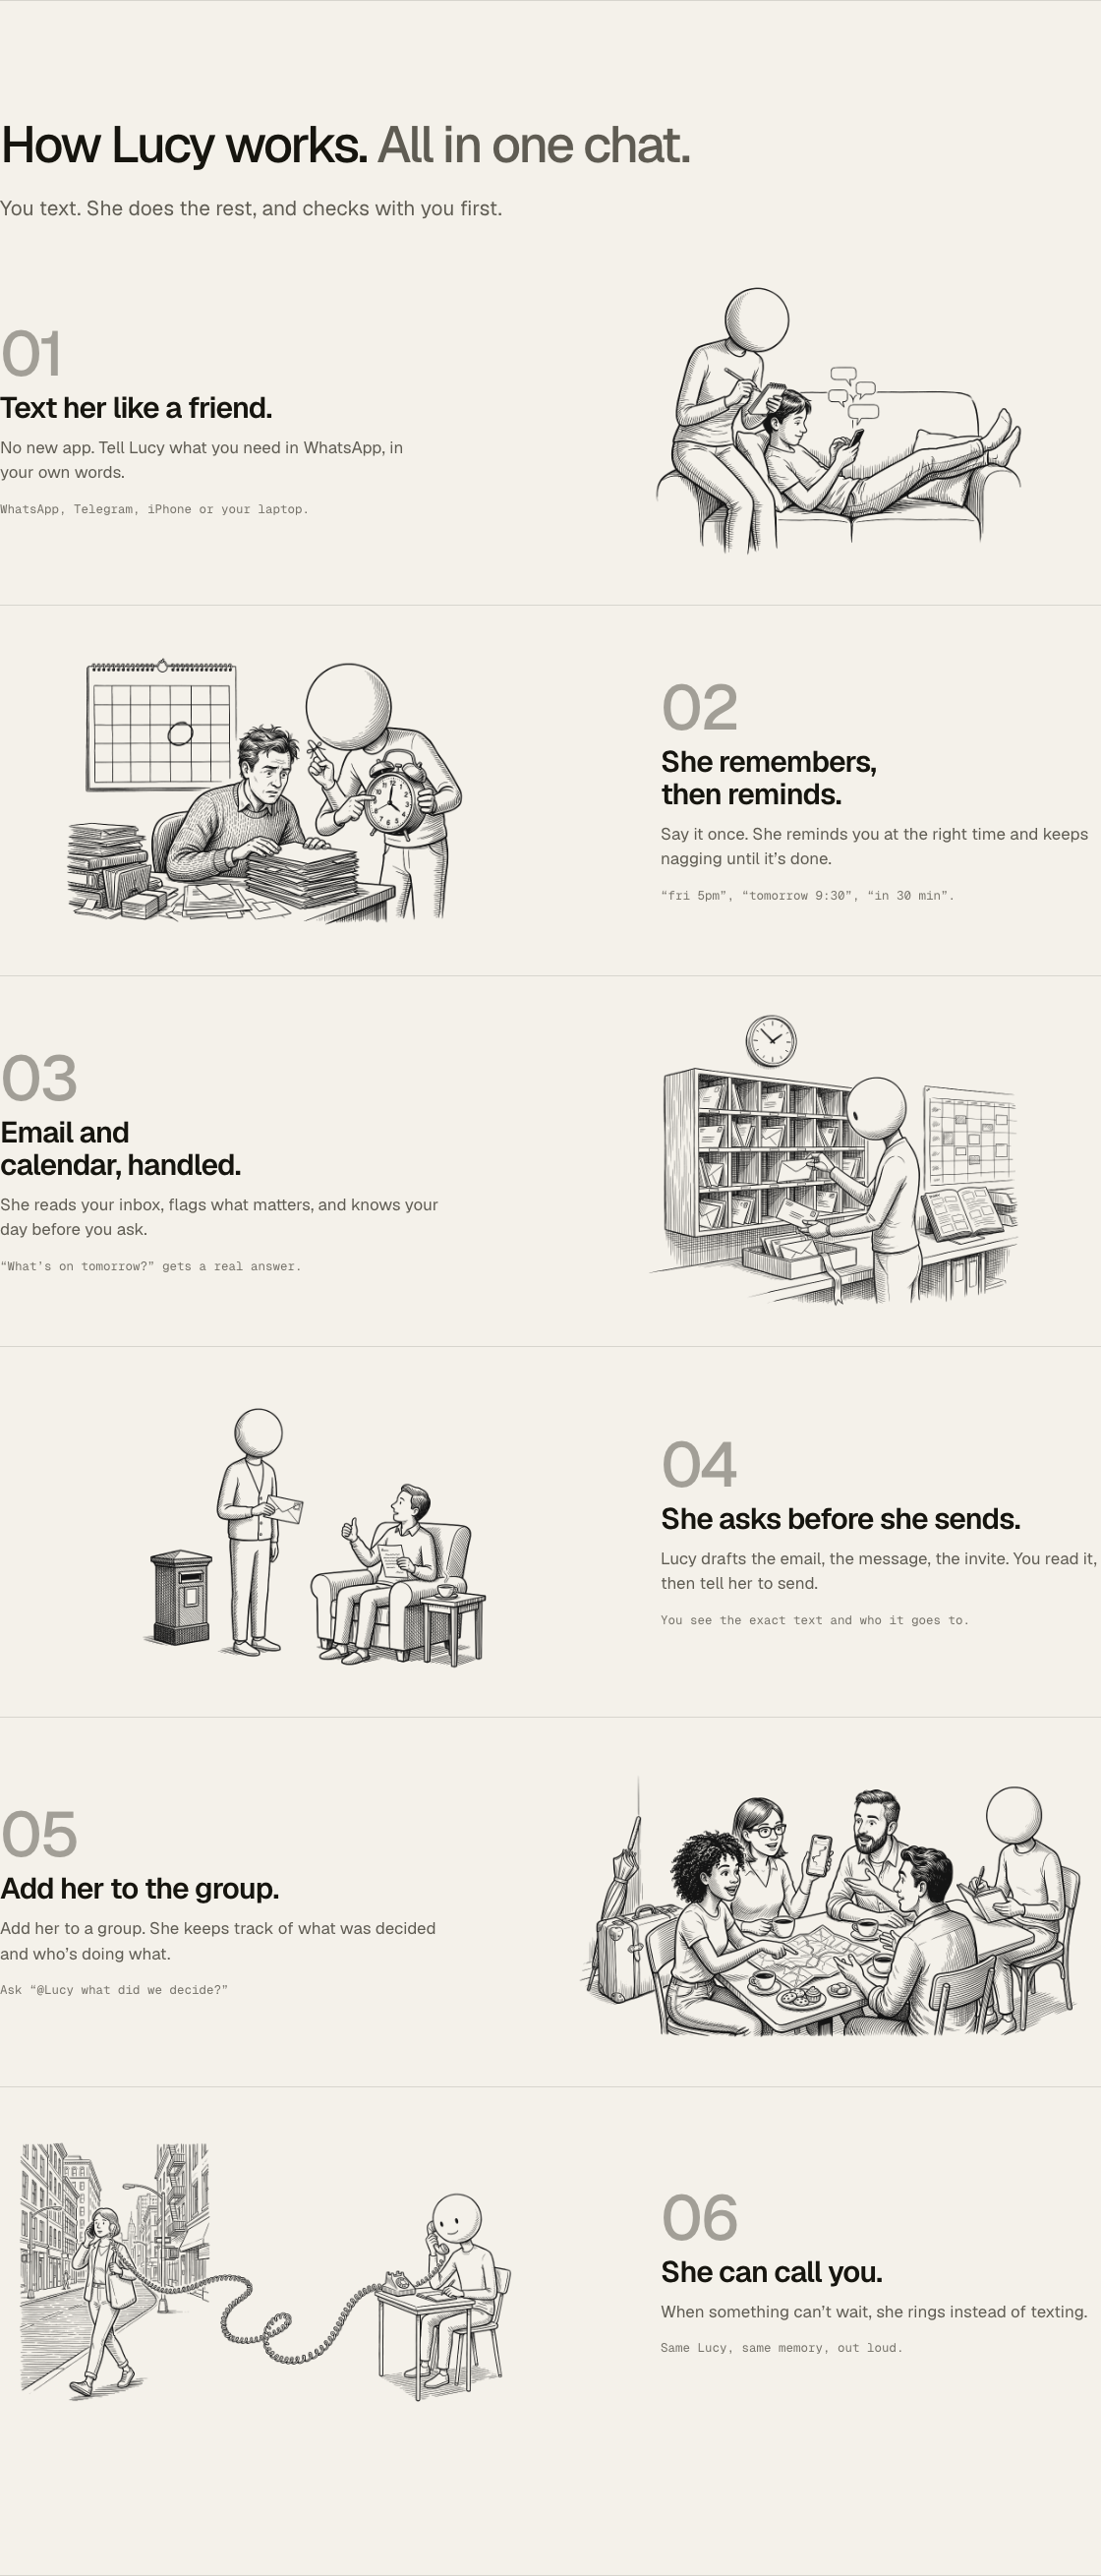 How Lucy works. All in one chat.
You text. She does the rest, and checks with you first.
01
Text her like a friend.
No new app. Tell Lucy what you need in WhatsApp, in
your own words.
WhatsApp, Telegram, iPhone or your laptop.
02
She remembers,
then reminds.
Say it once. She reminds you at the right time and keeps
nagging until it’s done.
“fri 5pm”, “tomorrow 9:30”, “in 30 min”.
03
Email and
calendar, handled.
She reads your inbox, flags what matters, and knows your
day before you ask.
“What’s on tomorrow?” gets a real answer.
04
She asks before she sends.
Lucy drafts the email, the message, the invite. You read it,
then tell her to send.
You see the exact text and who it goes to.
05
Add her to the group.
Add her to a group. She keeps track of what was decided
and who’s doing what.
Ask “@Lucy what did we decide?”
06
She can call you.
When something can’t wait, she rings instead of texting.
Same Lucy, same memory, out loud.